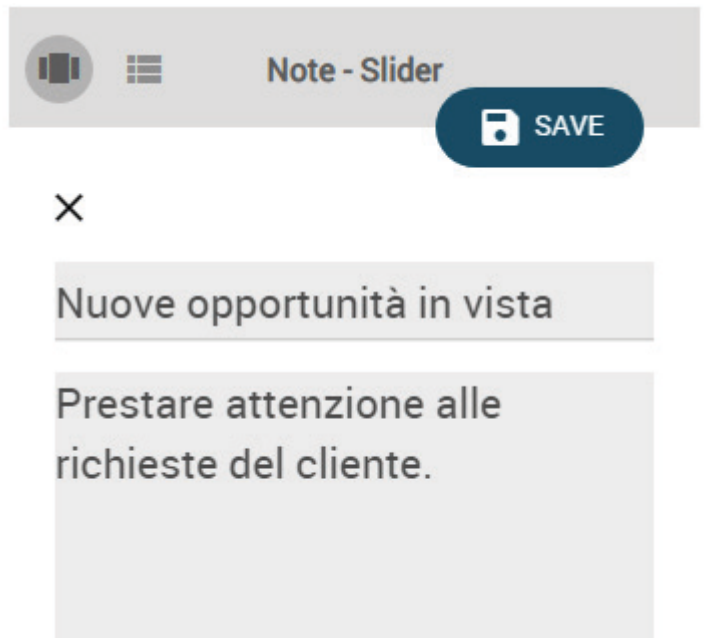 Note - Slider
SAVE
Nuove opportunità in vista
Prestare attenzione alle
richieste del cliente.